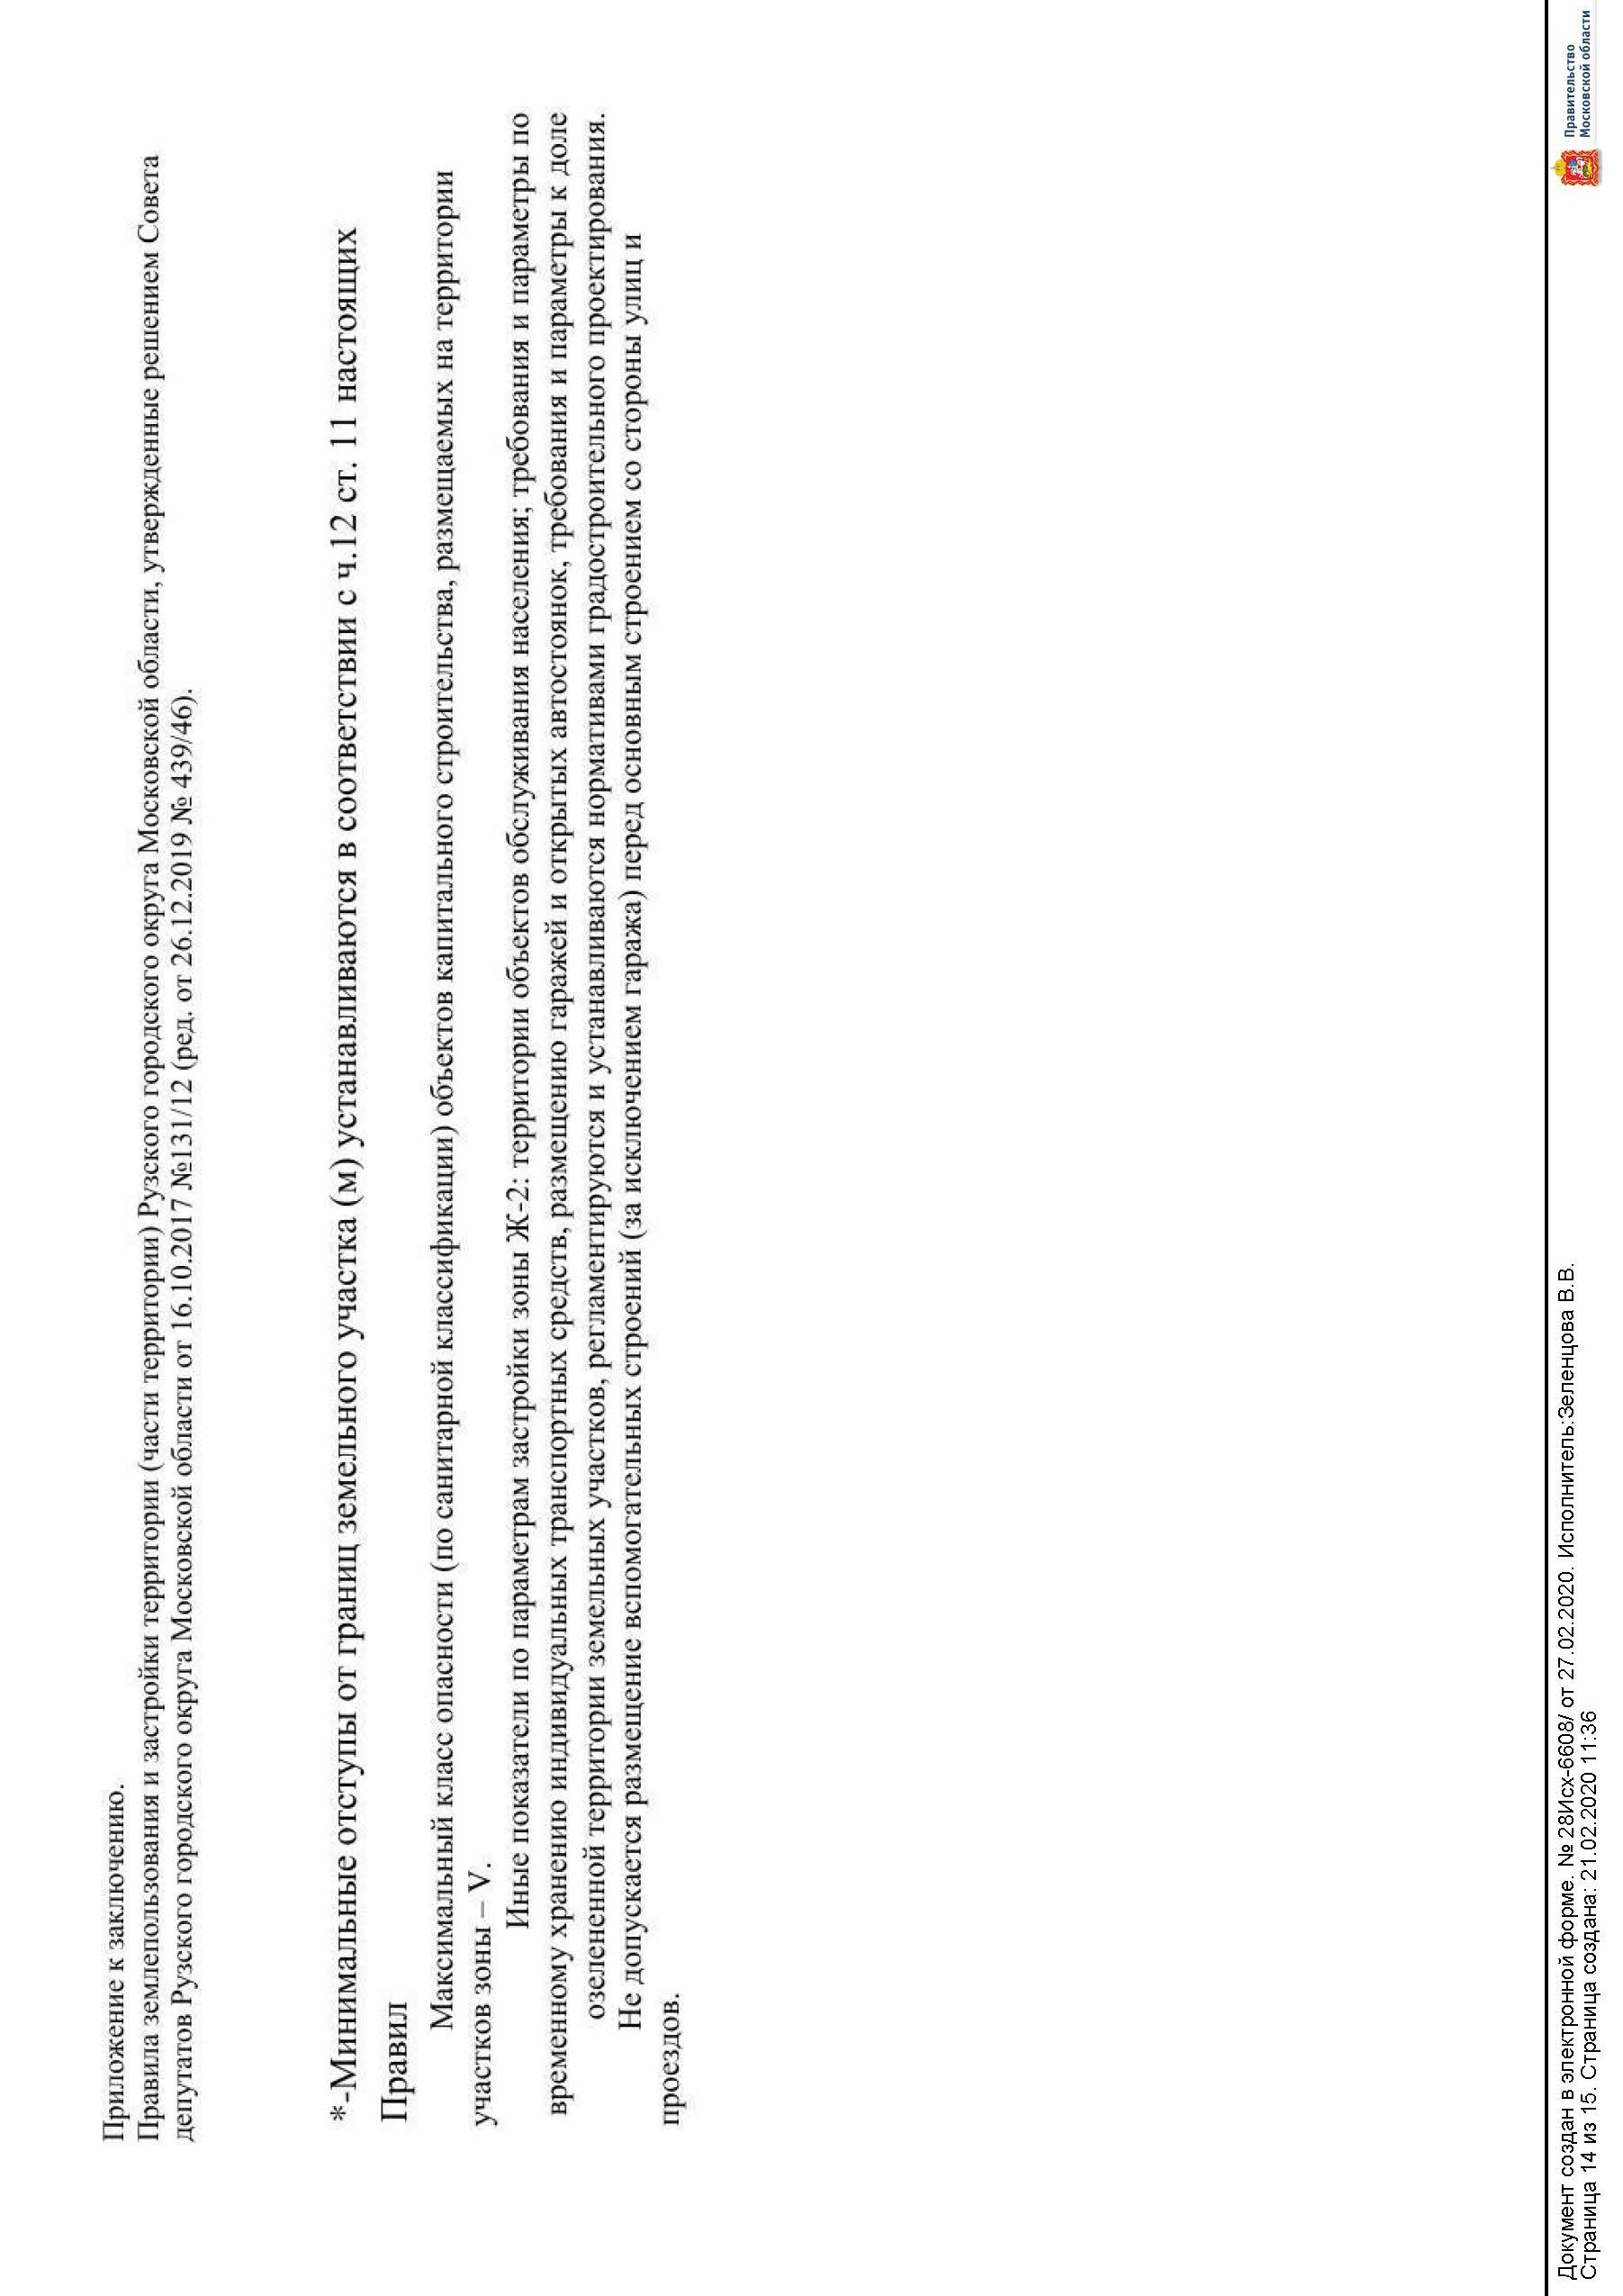 Приложение к заключению.
Правила землепользования и застройки территории (части территории) Рузского городского округа Московской области, утвержденные решением Совета
депутатов Рузского городского округа Московской области от 16.10.2017 №131/12 (ред. от 26.12.2019 № 439/46).
*-Минимальные отступы от границ земельного участка (м) устанавливаются в соответствии с ч.12 ст. 11 настоящих
Правил
Максимальный класс опасности (по санитарной классификации) объектов капитального строительства, размещаемых на территории
участков зоны – V.
Иные показатели по параметрам застройки зоны Ж-2: территории объектов обслуживания населения; требования и параметры по
временному хранению индивидуальных транспортных средств, размещению гаражей и открытых автостоянок, требования и параметры к доле
озелененной территории земельных участков, регламентируются и устанавливаются нормативами градостроительного проектирования.
Не допускается размещение вспомогательных строений (за исключением гаража) перед основным строением со стороны улиц и
проездов.
Документ создан в электронной форме. № 28Исх-6608/ от 27.02.2020. Исполнитель:Зеленцова В.В.
Страница 14 из 15. Страница создана: 21.02.2020 11:36
Правительство
Московской области